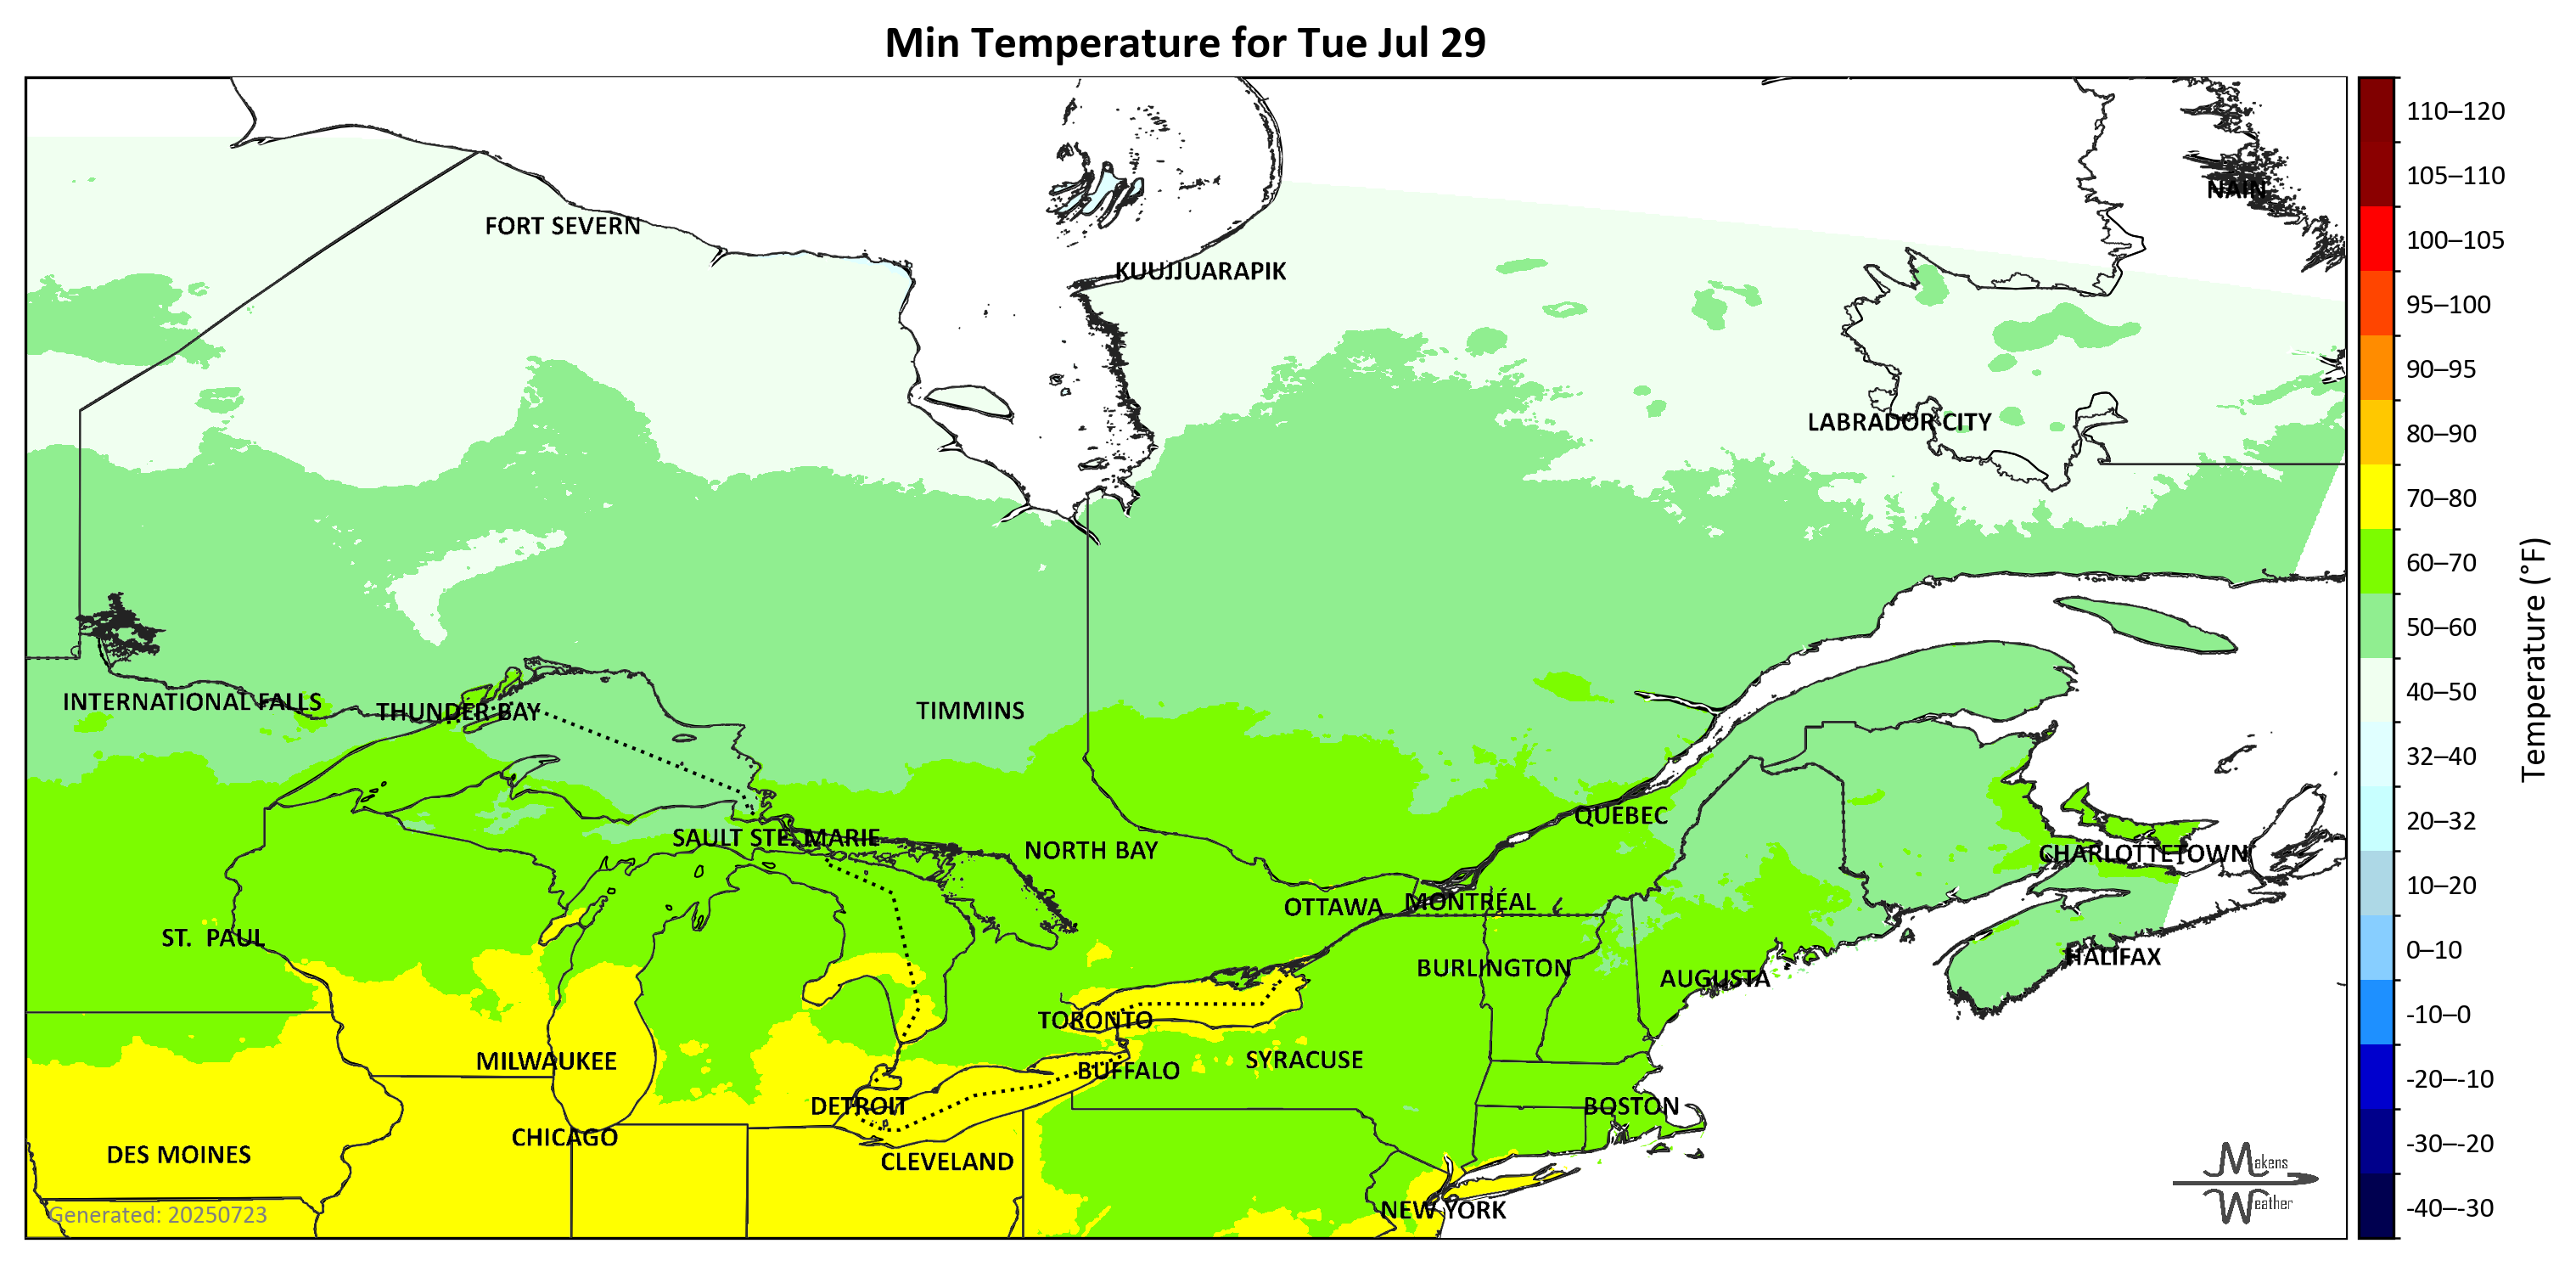 Min Temperature for Tue Jul 29
NAIN
FORT SEVERN
KUUJJUARAPIK
LABRADOR CITY
INTERNATIONAL FALLS
THUNDER BAY
TIMMINS
QUÉBEC
SAULT STE. MARIE
NORTH BAY
CHARLOTTETOWN
OTTAWA
MONTRÉAL
ST. PAUL
HALIFAX
BURLINGTON
AUGUSTA
TORONTO
MILWAUKEE
SYRACUSE
BUFFALO
DETROIT
BOSTON
CHICAGO
DES MOINES
CLEVELAND
NEW YORK
Generated: 20250723
Makens
Weather
110–120
105–110
100–105
95–100
90–95
80–90
70–80
60–70
50–60
40–50
32–40
20–32
10–20
0–10
-10–0
-20–-10
-30–-20
-40–-30
Temperature (°F)